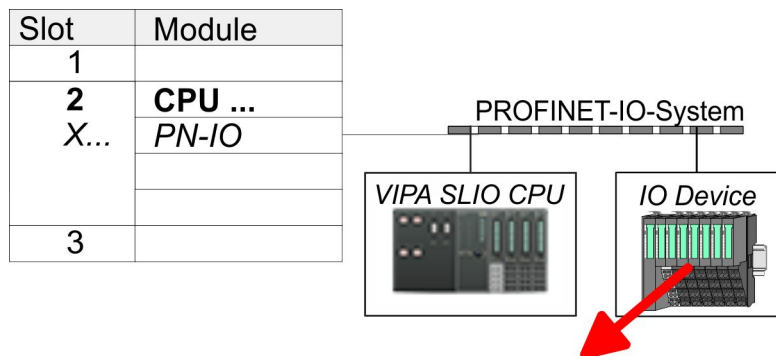 Slot Module
1
2 CPU ...
X... PN-IO
3
PROFINET-IO-System
VIPA SLIO CPU
IO Device